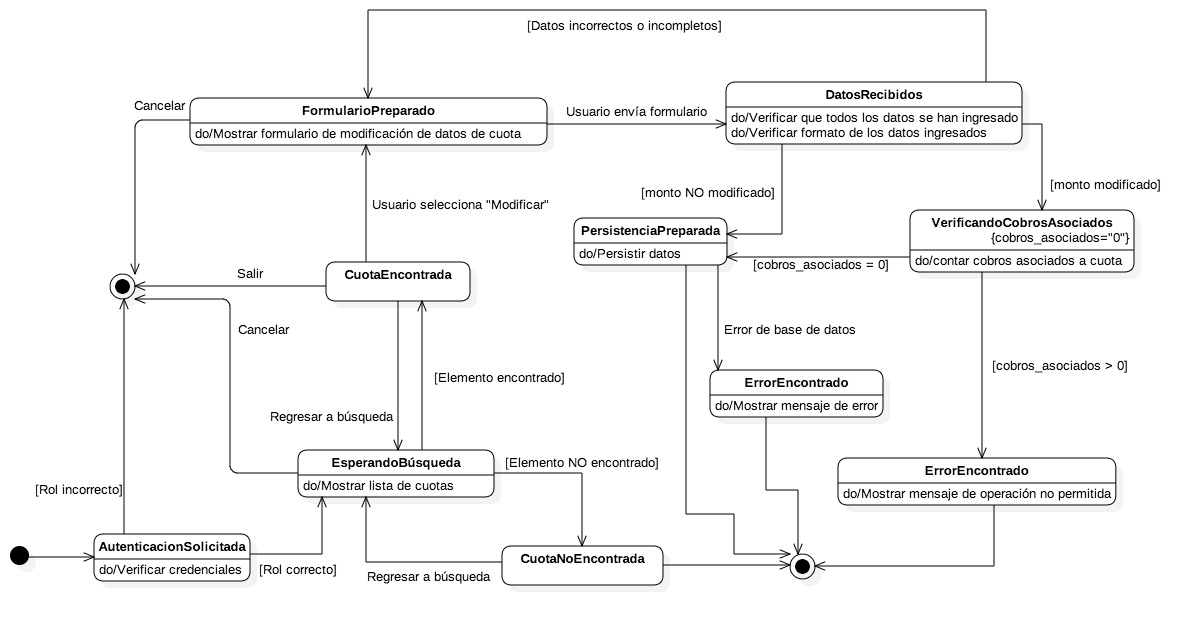 [Datos incorrectos o incompletos]
DatosRecibidos
do/Verificar que todos los datos se han ingresado
do/Verificar formato de los datos ingresados
Cancelar
FormularioPreparado
do/Mostrar formulario de modificación de datos de cuota
Usuario envía formulario
[monto NO modificado]
[monto modificado]
Usuario selecciona "Modificar"
PersistenciaPreparada
do/Persistir datos
VerificandoCobrosAsociados
{cobros_asociados="0"}
do/contar cobros asociados a cuota
[cobros_asociados = 0]
Salir
CuotaEncontrada
Cancelar
Error de base de datos
[cobros_asociados > 0]
[Elemento encontrado]
ErrorEncontrado
do/Mostrar mensaje de error
Regresar a búsqueda
EsperandoBúsqueda
do/Mostrar lista de cuotas
[Elemento NO encontrado]
ErrorEncontrado
do/Mostrar mensaje de operación no permitida
[Rol incorrecto]
AutenticacionSolicitada
do/Verificar credenciales
[Rol correcto]
CuotaNoEncontrada
Regresar a búsqueda